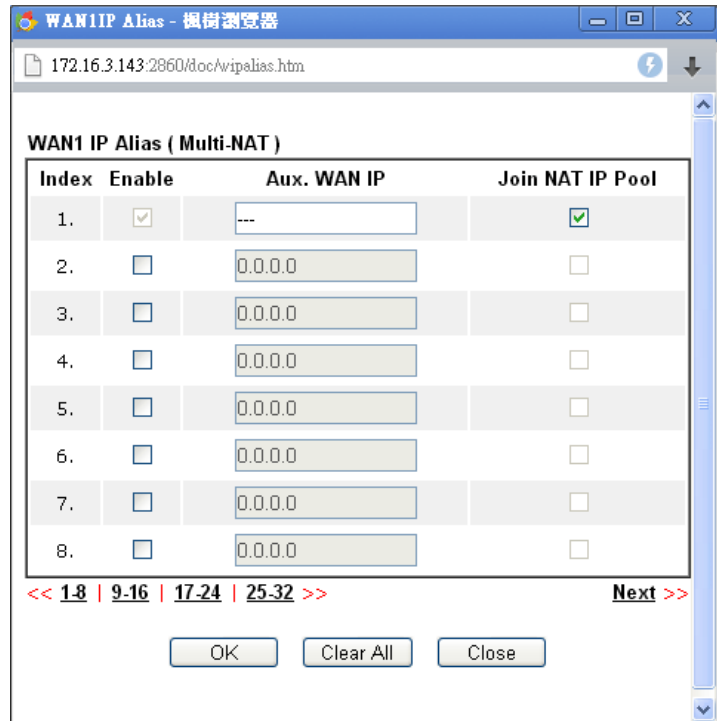 WAN1IP Alias - 楓樹瀏覽器
172.16.3.143:2860/doc/wipalias.htm
WAN1 IP Alias ( Multi-NAT )
Index Enable Aux. WAN IP Join NAT IP Pool
1. ---
2. 0.0.0.0
3. 0.0.0.0
4. 0.0.0.0
5. 0.0.0.0
6. 0.0.0.0
7. 0.0.0.0
8. 0.0.0.0
<< 1-8 | 9-16 | 17-24 | 25-32 >> Next >>
OK Clear All Close